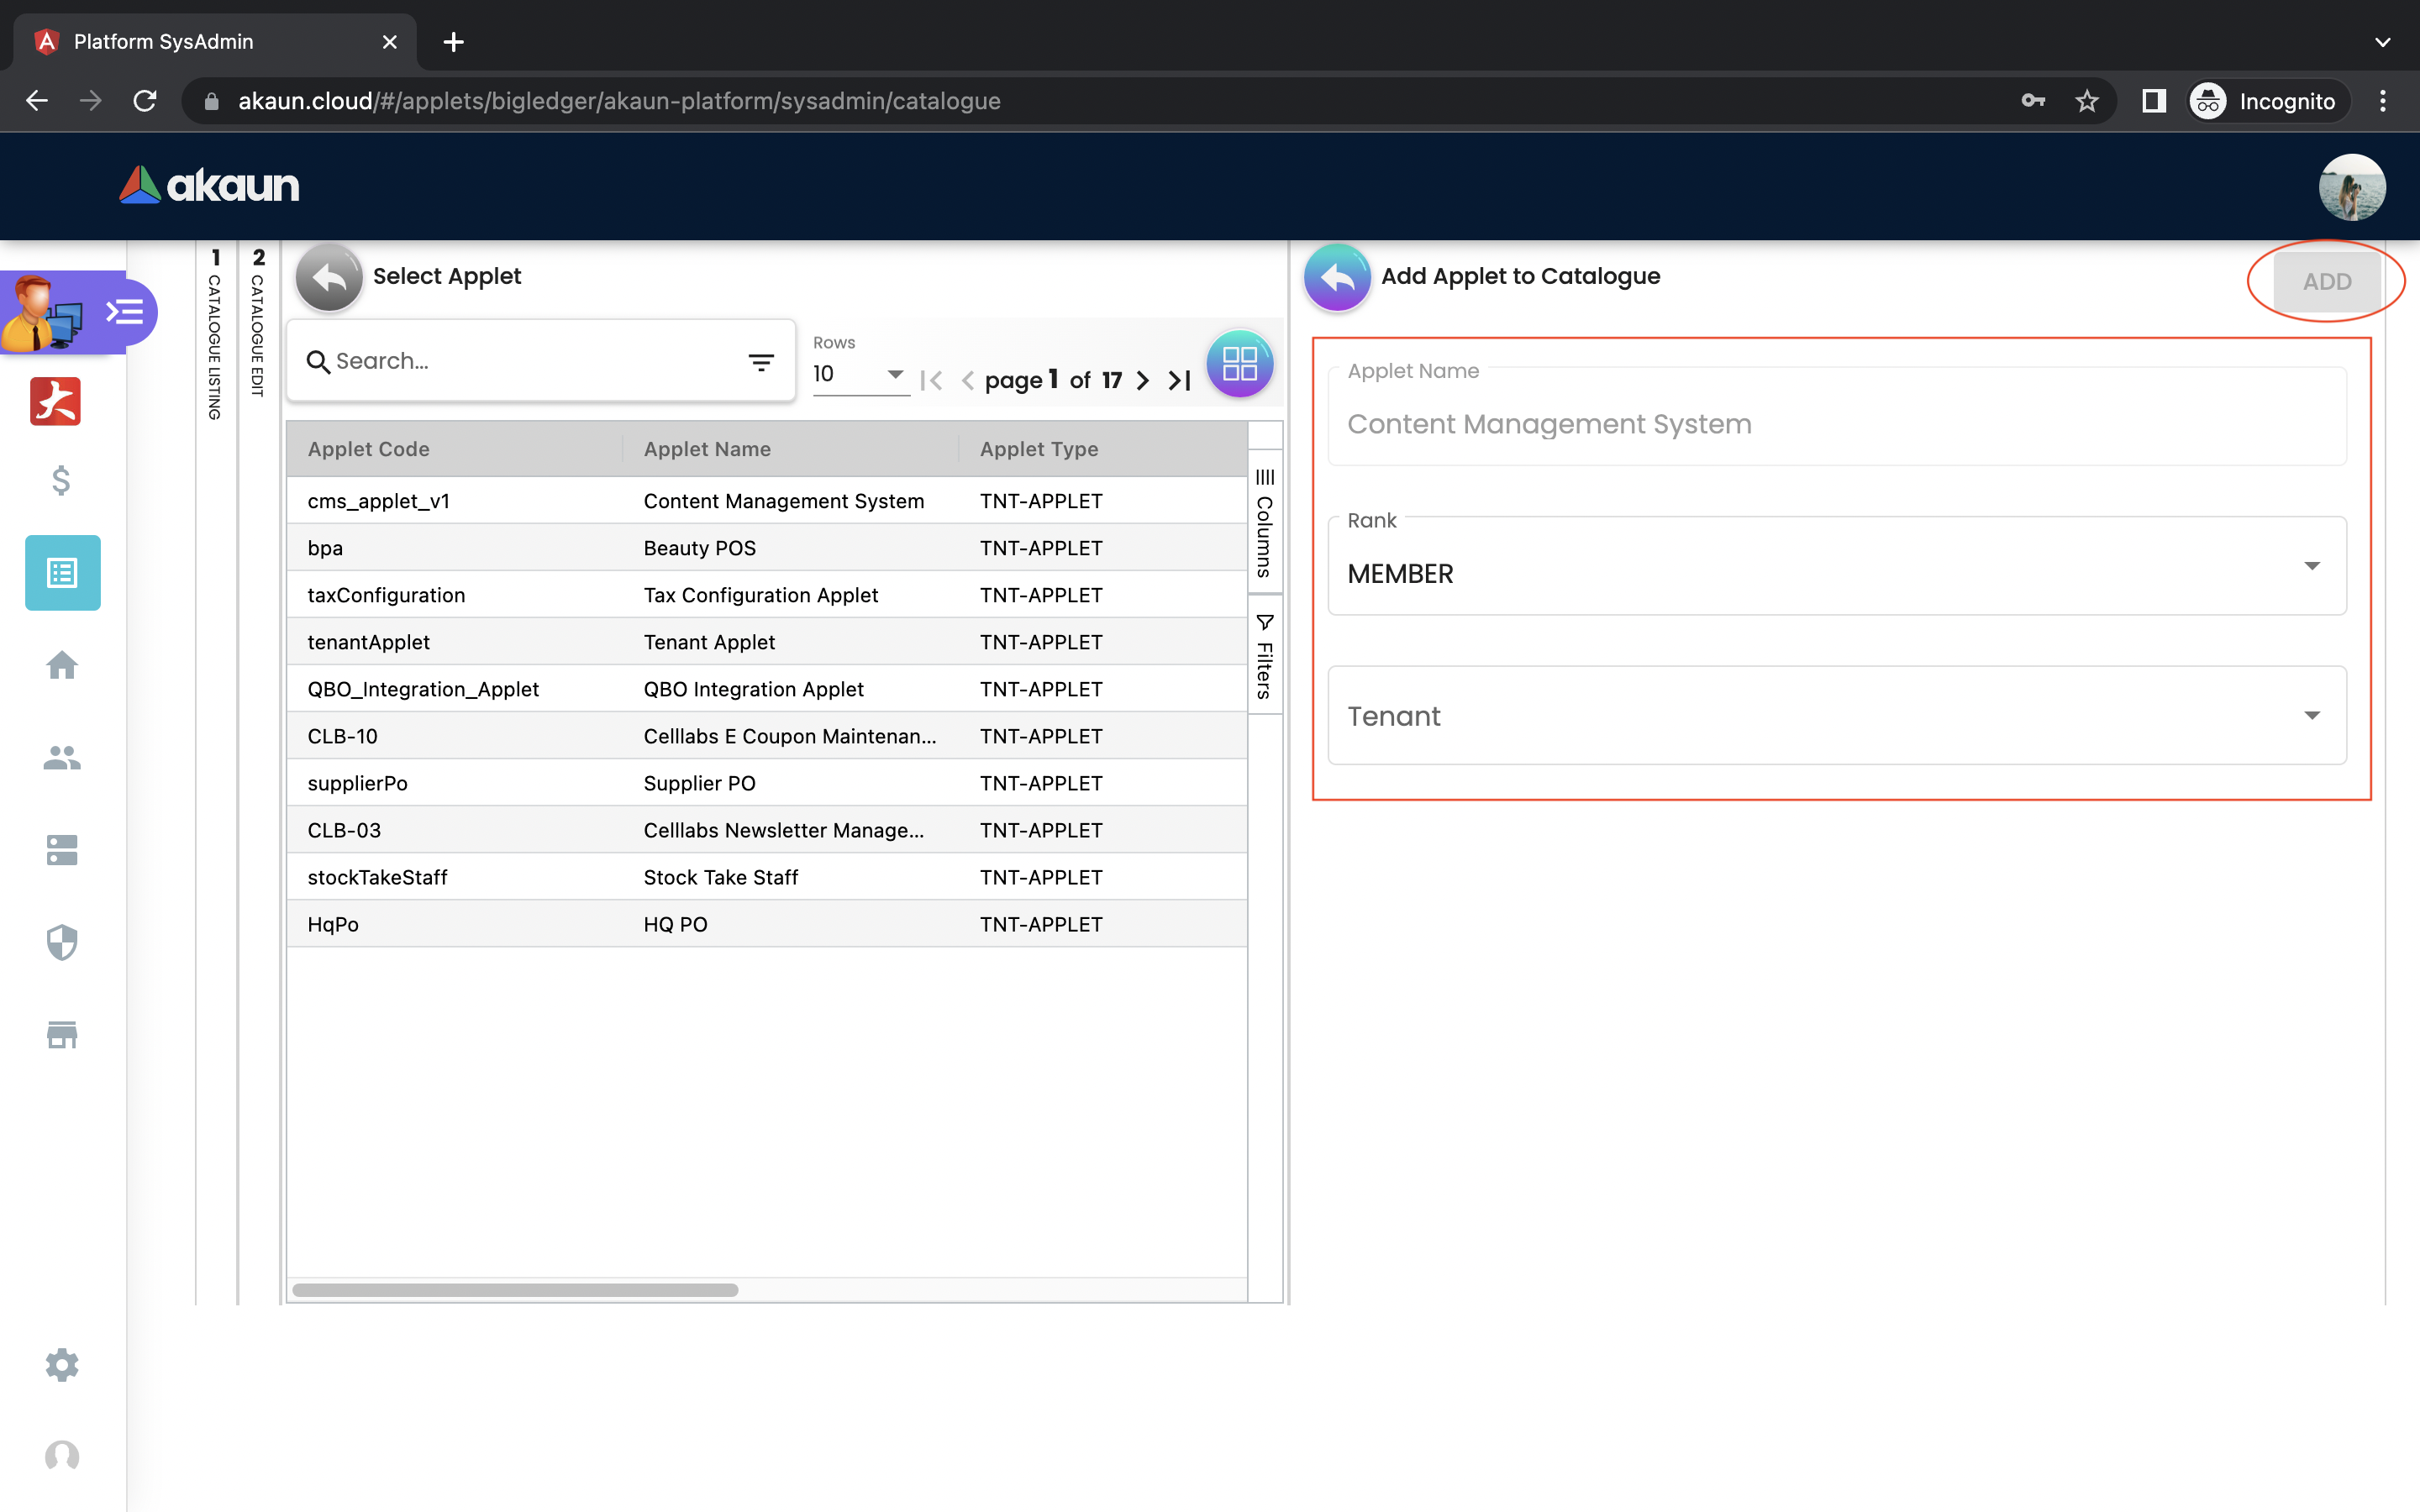 Platform SysAdmin
akaun.cloud/#/applets/bigledger/akaun-platform/sysadmin/catalogue
Incognito
akaun
1
CATALOGUE LISTING
2
CATALOGUE EDIT
Select Applet
Search...
Rows
10
page 1 of 17
Applet Code Applet Name Applet Type
cms_applet_v1 Content Management System TNT-APPLET
bpa Beauty POS TNT-APPLET
taxConfiguration Tax Configuration Applet TNT-APPLET
tenantApplet Tenant Applet TNT-APPLET
QBO_Integration_Applet QBO Integration Applet TNT-APPLET
CLB-10 Celllabs E Coupon Maintenan... TNT-APPLET
supplierPo Supplier PO TNT-APPLET
CLB-03 Celllabs Newsletter Manage... TNT-APPLET
stockTakeStaff Stock Take Staff TNT-APPLET
HqPo HQ PO TNT-APPLET
Columns
Filters
Add Applet to Catalogue
ADD
Applet Name
Content Management System
Rank
MEMBER
Tenant